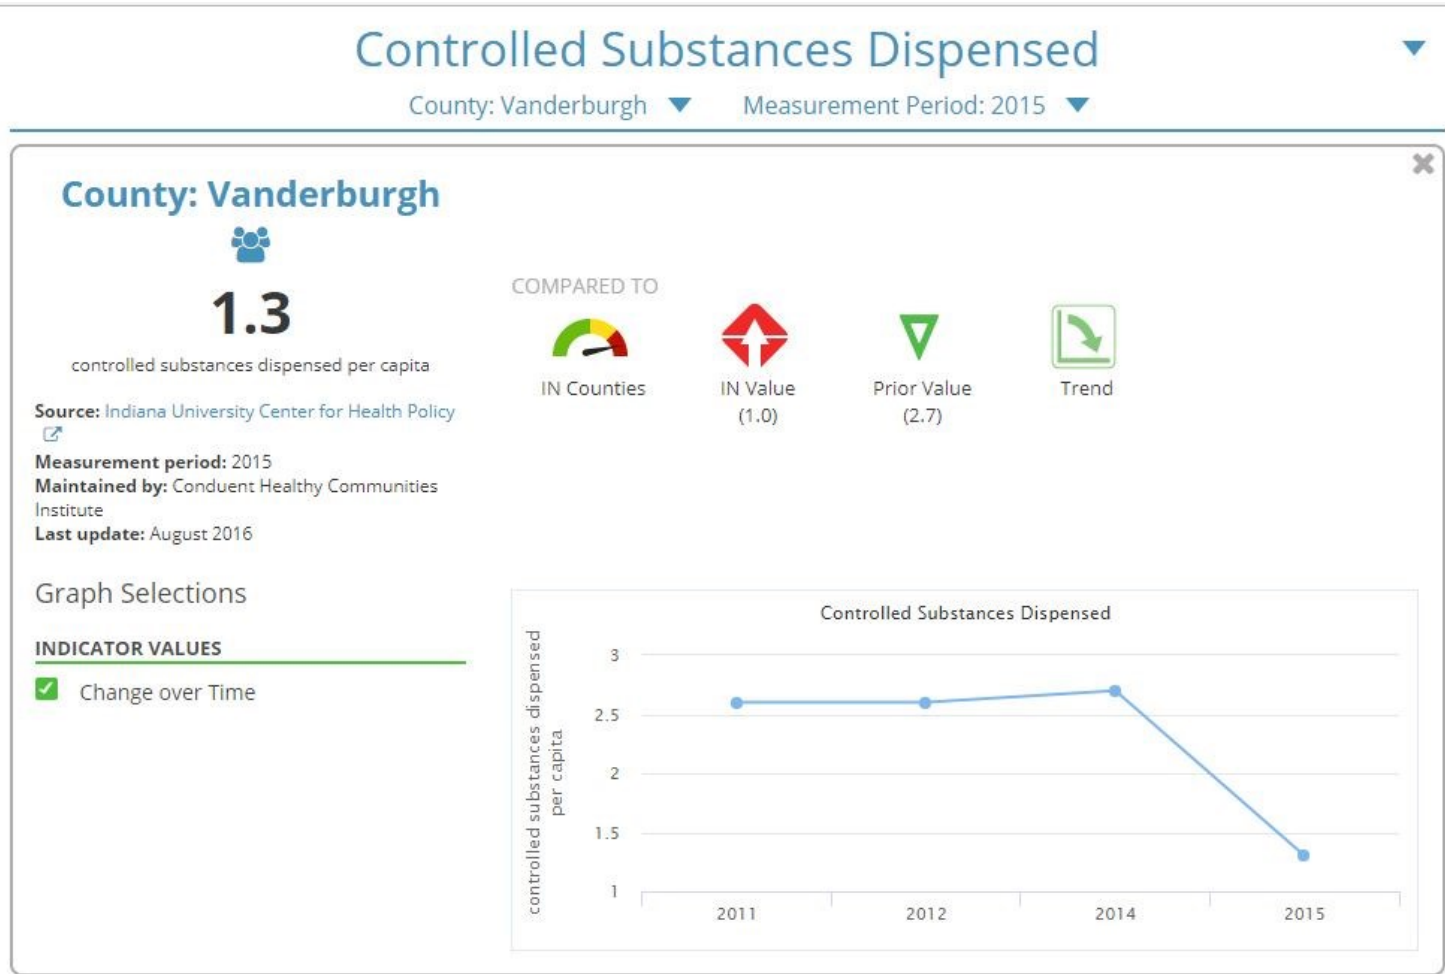 Controlled Substances Dispensed
County: Vanderburgh
Measurement Period: 2015
County: Vanderburgh
1.3
controlled substances dispensed per capita
Source: Indiana University Center for Health Policy
Measurement period: 2015
Maintained by: Conduent Healthy Communities
Institute
Last update: August 2016
COMPARED TO
IN Counties
IN Value
(1.0)
Prior Value
(2.7)
Trend
Graph Selections
INDICATOR VALUES
Change over Time
Controlled Substances Dispensed
controlled substances dispensed
per capita
3
2.5
2
1.5
1
2011
2012
2014
2015